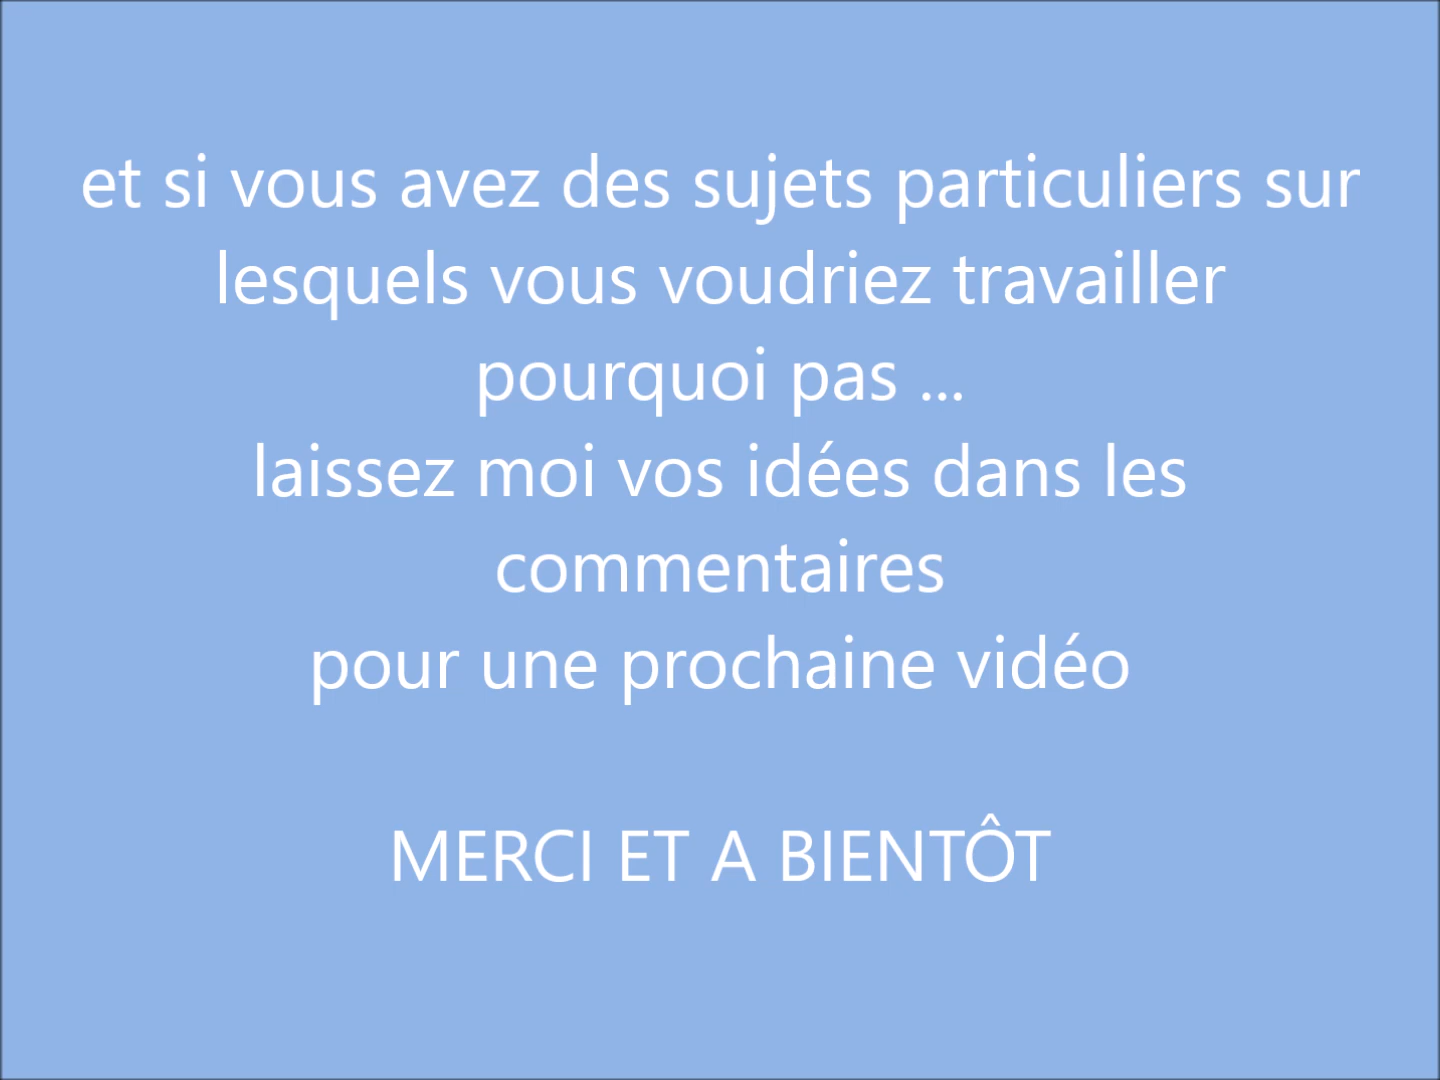 et si vous avez des sujets particuliers sur
lesquels vous voudriez travailler
pourquoi pas ...
laissez moi vos idées dans les
commentaires
pour une prochaine vidéo
MERCI ET A BIENTÔT